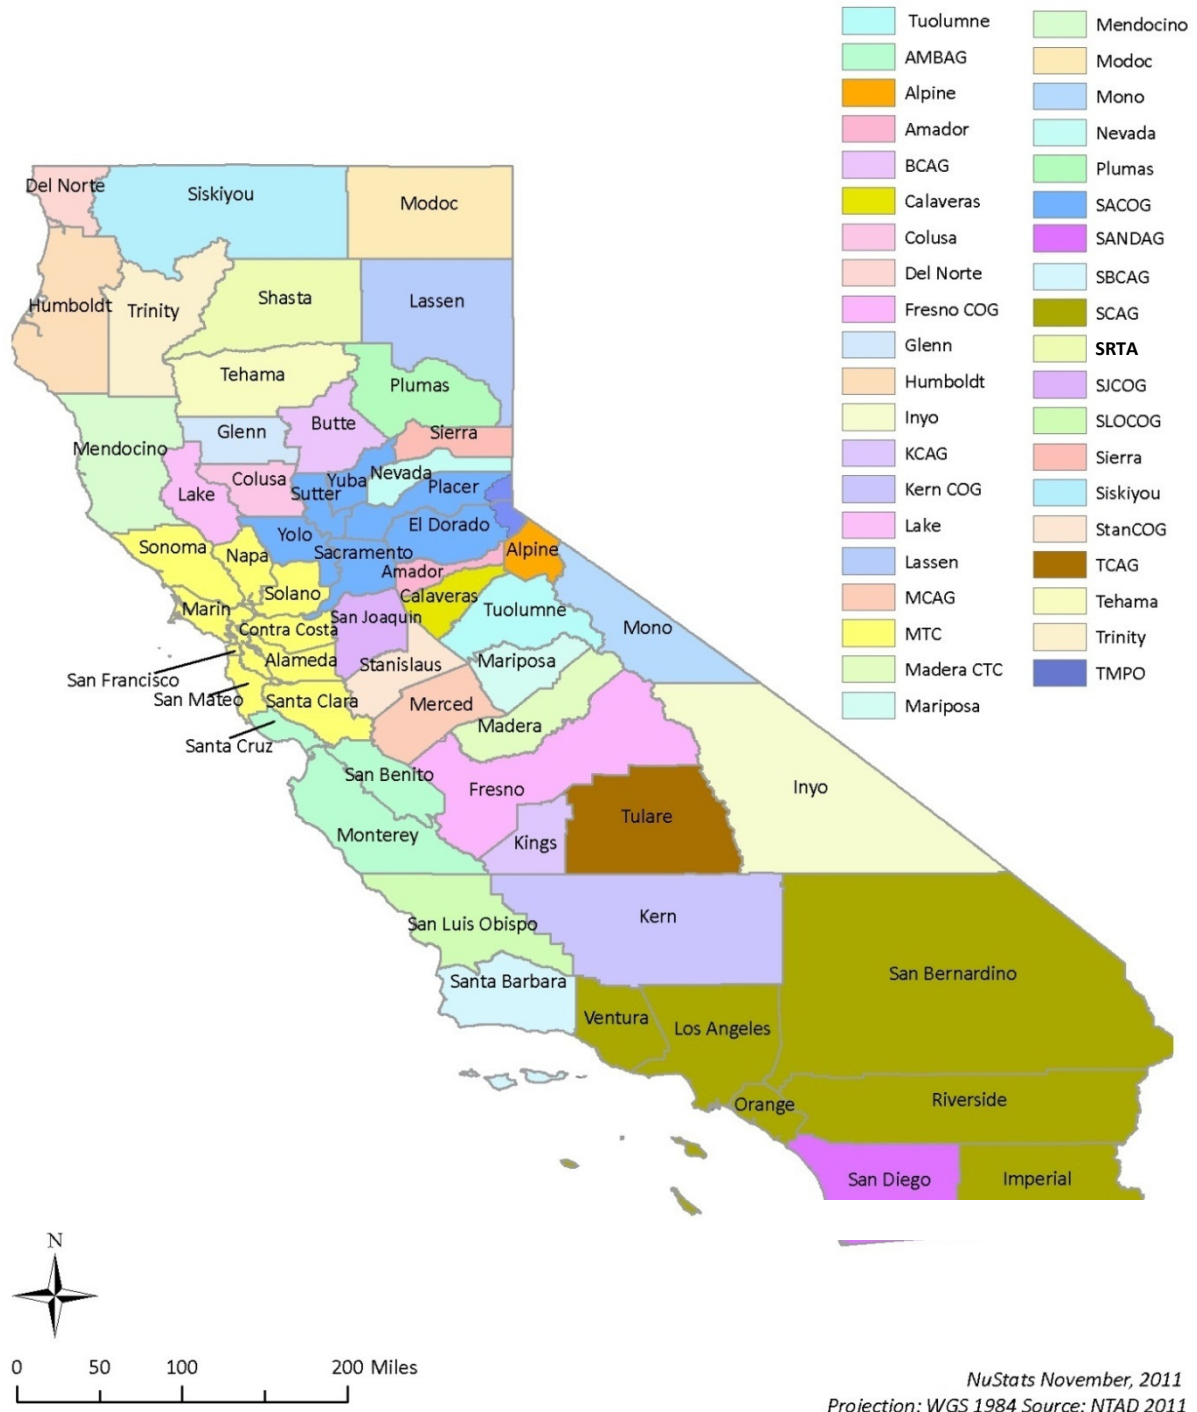 Tuolumne
AMBAG
Alpine
Amador
BCAG
Calaveras
Colusa
Del Norte
Fresno COG
Glenn
Humboldt
Inyo
KCAG
Kern COG
Lake
Lassen
MCAG
MTC
Madera CTC
Mariposa
Mendocino
Modoc
Mono
Nevada
Plumas
SACOG
SANDAG
SBCAG
SCAG
SRTA
SJCOG
SLOCOG
Sierra
Siskiyou
StanCOG
TCAG
Tehama
Trinity
TMPO
Del Norte
Siskiyou
Modoc
Humboldt
Trinity
Shasta
Lassen
Tehama
Plumas
Mendocino
Glenn
Butte
Sierra
Lake
Colusa
Sutter
Yuba
Nevada
Placer
Sonoma
Napa
Yolo
Sacramento
El Dorado
Alpine
Amador
Marin
Solano
San Joaquin
Calaveras
Tuolumne
Mono
Contra Costa
Alameda
Stanislaus
Mariposa
San Francisco
San Mateo
Santa Clara
Merced
Madera
Santa Cruz
San Benito
Fresno
Inyo
Monterey
Kings
Tulare
San Luis Obispo
Kern
Santa Barbara
San Bernardino
Ventura
Los Angeles
Orange
Riverside
San Diego
Imperial
N
0 50 100 200 Miles
NuStats November, 2011
Projection: WGS 1984 Source: NTAD 2011